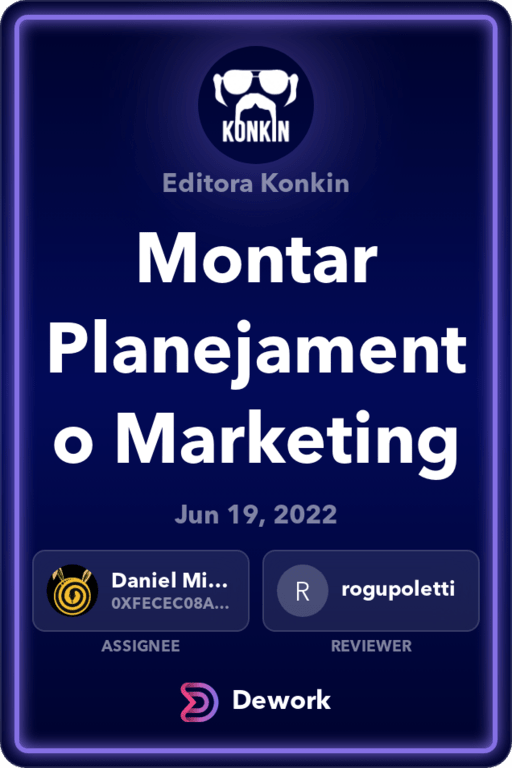 KONKIN
Editora Konkin
Montar
Planejament
o Marketing
Jun 19, 2022
Daniel Mi...
0XFECEC08A...
R
rogupoletti
ASSIGNEE
REVIEWER
Dework